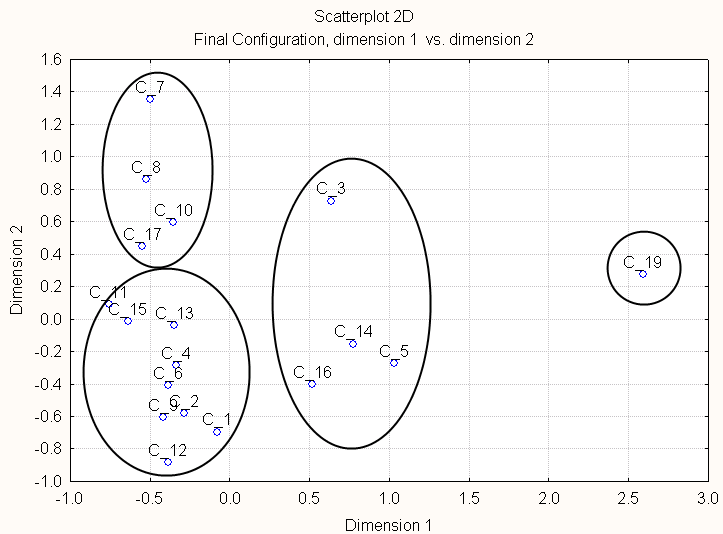 Scatterplot 2D
Final Configuration, dimension 1 vs. dimension 2
Dimension 2
1.6
1.4
1.2
1.0
0.8
0.6
0.4
0.2
0.0
-0.2
-0.4
-0.6
-0.8
-1.0
C_7
C_8
C_10
C_17
C_3
C_19
C_11
C_15
C_13
C_14
C_5
C_4
C_6
C_16
C_9
C_2
C_1
C_12
-1.0 -0.5 0.0 0.5 1.0 1.5 2.0 2.5 3.0
Dimension 1